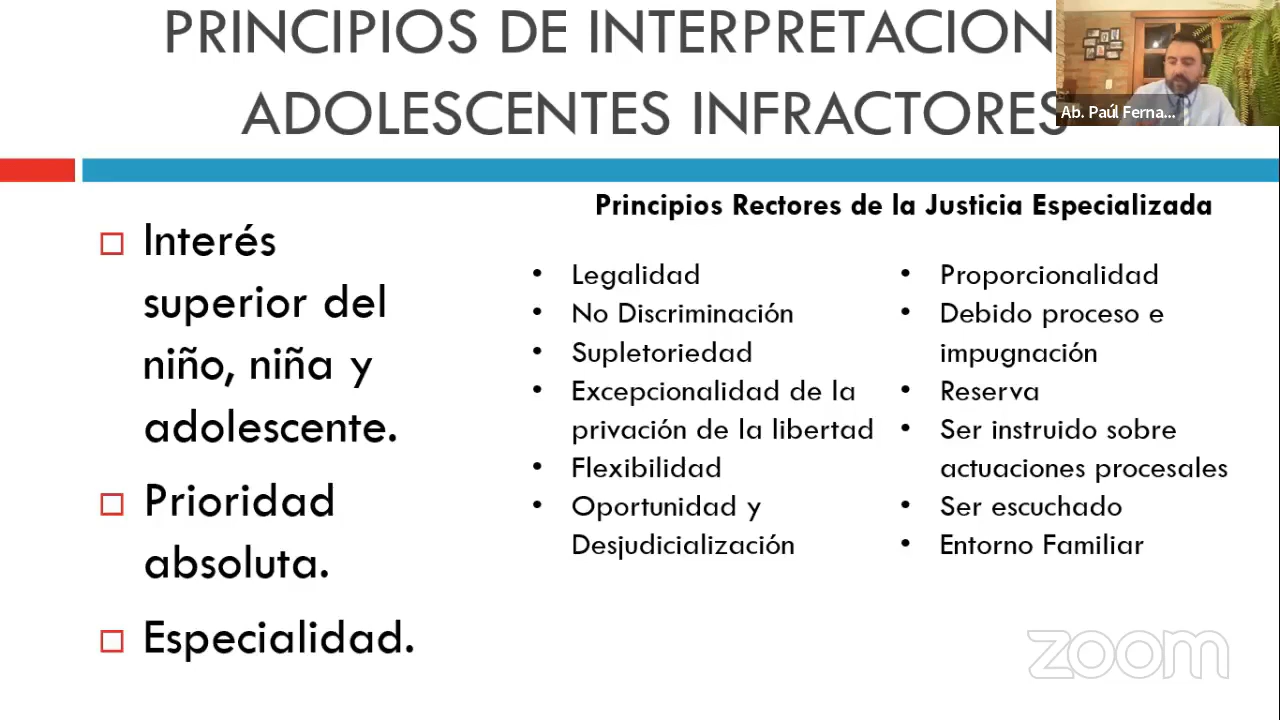 PRINCIPIOS DE INTERPRETACION
ADOLESCENTES INFRACTORES
Ab. Paúl Ferna...
Interés
superior del
niño, niña y
adolescente.
Prioridad
absoluta.
Especialidad.
Principios Rectores de la Justicia Especializada
• Legalidad
• No Discriminación
• Supletoriedad
• Excepcionalidad de la
privación de la libertad
• Flexibilidad
• Oportunidad y
Desjudicialización
• Proporcionalidad
• Debido proceso e
impugnación
• Reserva
• Ser instruido sobre
actuaciones procesales
• Ser escuchado
• Entorno Familiar
zoom